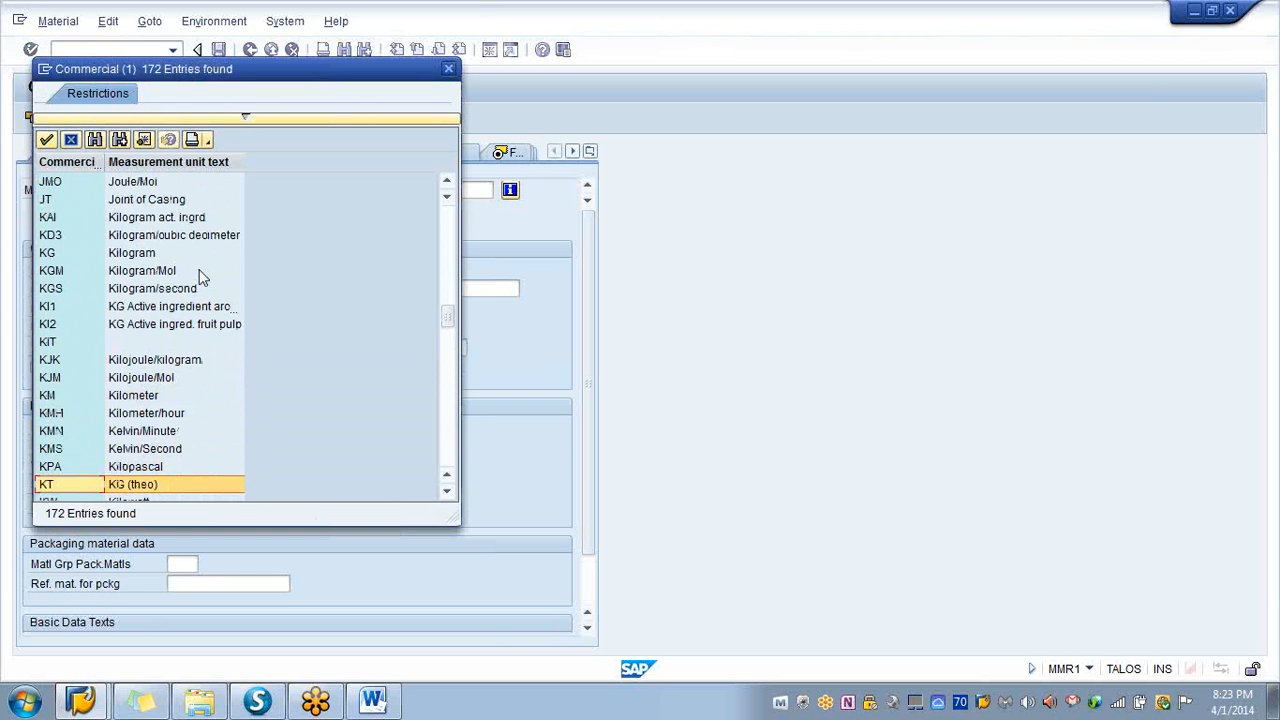 Material Edit Goto Environment System Help
Commercial (1) 172 Entries found
Restrictions
Commerci... Measurement unit text
F...
JMO Joule/Mol
JT Joint of Casing
KAI Kilogram act. ingrd
KD3 Kilogram/cubic decimeter
KG Kilogram
KGM Kilogram/Mol
KGS Kilogram/second
KI1 KG Active ingredient arc...
KI2 KG Active ingred. fruit pulp
KIT
KJK Kilojoule/kilogram
KJM Kilojoule/Mol
KM Kilometer
KMH Kilometer/hour
KMN Kelvin/Minute
KMS Kelvin/Second
KPA Kilopascal
KT KG (theo)
KW Kilowatt
172 Entries found
Packaging material data
Matl Grp Pack.Matls
Ref. mat. for pckg
Basic Data Texts
SAP
MMR1 TALOS INS
70
8:23 PM
4/1/2014